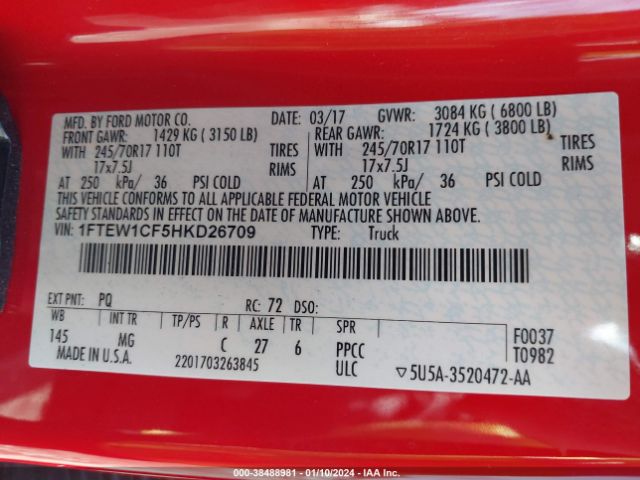 MFD. BY FORD MOTOR CO. DATE: 03/17 GVWR: 3084 KG ( 6800 LB)
FRONT GAWR: 1429 KG ( 3150 LB) REAR GAWR: 1724 KG ( 3800 LB)
WITH 245/70R17 110T TIRES WITH 245/70R17 110T TIRES
17x7.5J RIMS 17x7.5J RIMS
AT 250 kPa/ 36 PSI COLD AT 250 kPa/ 36 PSI COLD
THIS VEHICLE CONFORMS TO ALL APPLICABLE FEDERAL MOTOR VEHICLE
SAFETY STANDARDS IN EFFECT ON THE DATE OF MANUFACTURE SHOWN ABOVE.
VIN: 1FTEW1CF5HKD26709 TYPE: Truck
EXT PNT: PQ RC: 72 DSO:
WB INT TR TP/PS R AXLE TR SPR
145 MG C 27 6 PPCC F0037
MADE IN U.S.A. 2201703263845 ULC T0982
▽5U5A-3520472-AA
000-38488981 - 01/10/2024 - IAA Inc.